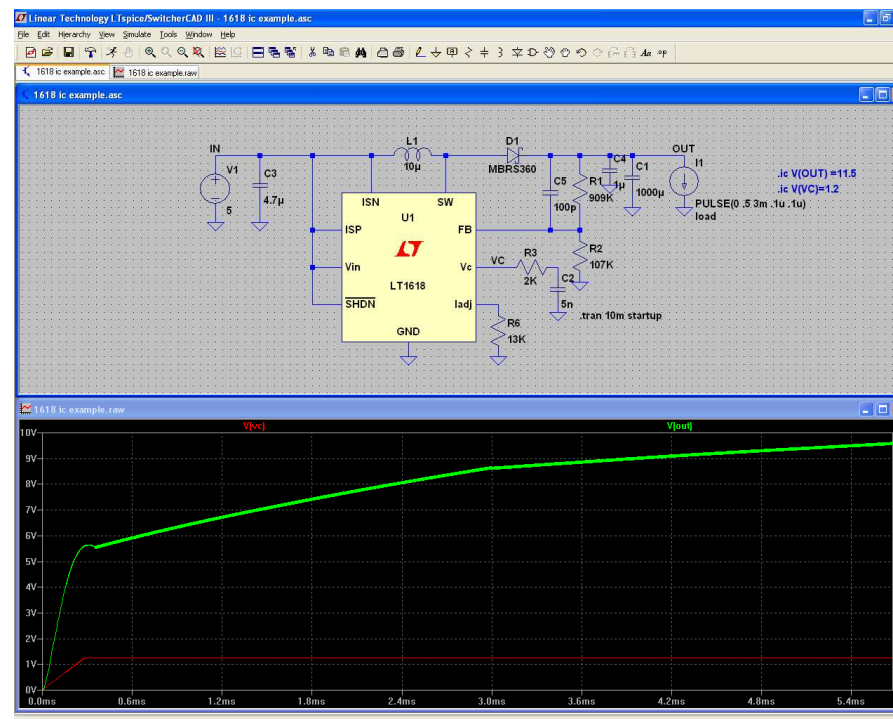 Linear Technology LTspice/SwitcherCAD III - 1618 ic example.asc
File Edit Hierarchy View Simulate Tools Window Help
1618 ic example.asc 1618 ic example.raw
1618 ic example.asc
IN
V1
5
C3
4.7µ
L1
10µ
D1
MBRS360
C5
100p
R1
909K
C4
1µ
C1
1000µ
OUT
I1
PULSE(0 .5 3m .1u .1u)
load
.ic V(OUT) =11.5
.ic V(VC)=1.2
ISN SW
U1
ISP FB
Vin Vc
LT1618
SHDN Iadj
GND
VC
R3
2K
C2
5n
R2
107K
R6
13K
.tran 10m startup
1618 ic example.raw
V(vc) V(out)
10V
9V
8V
7V
6V
5V
4V
3V
2V
1V
0V
0.0ms 0.6ms 1.2ms 1.8ms 2.4ms 3.0ms 3.6ms 4.2ms 4.8ms 5.4ms